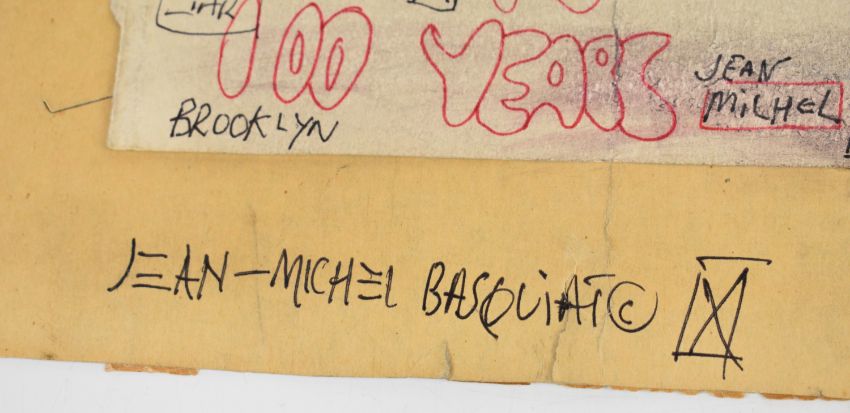 100 YEARS
JEAN
MiCHEL
BROOKLYN
JEAN-MICHEL BASQUiAT ©